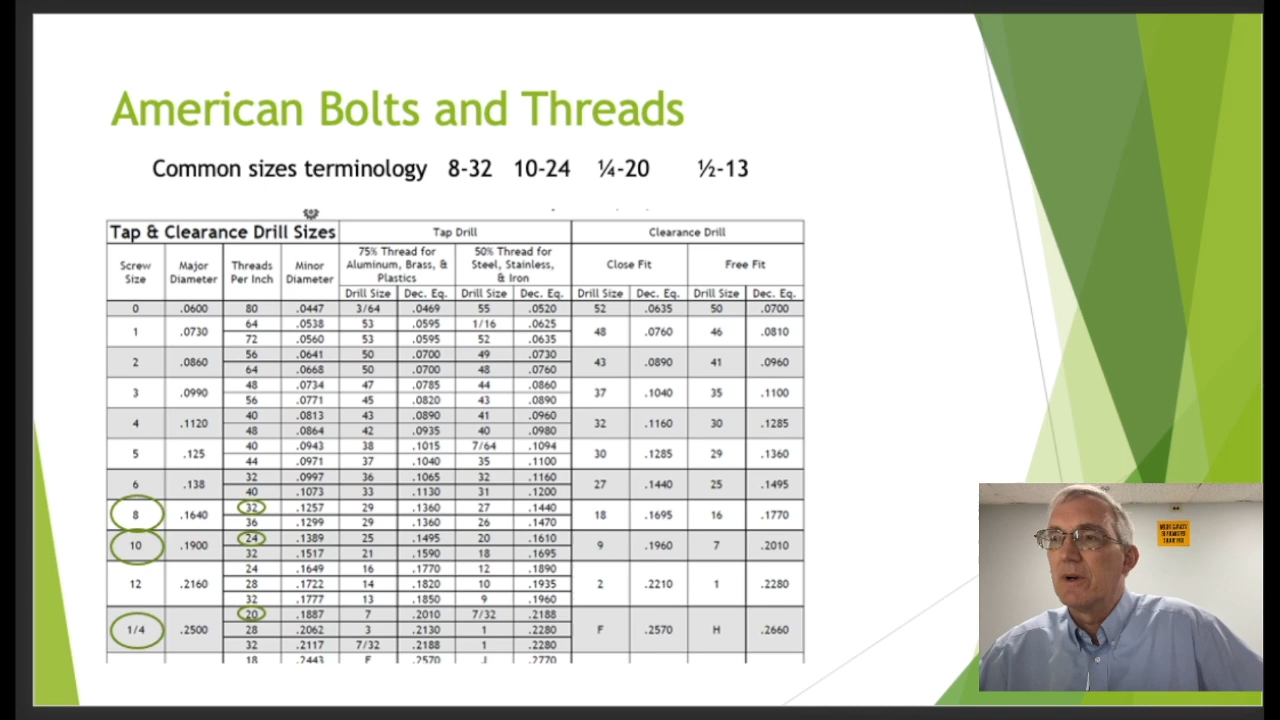 American Bolts and Threads
Common sizes terminology 8-32 10-24 ¼-20 ½-13
Tap & Clearance Drill Sizes Tap Drill Clearance Drill
Screw Size Major Diameter Threads Per Inch Minor Diameter 75% Thread for Aluminum, Brass, & Plastics 50% Thread for Steel, Stainless, & Iron Close Fit Free Fit
Drill Size Dec. Eq. Drill Size Dec. Eq. Drill Size Dec. Eq. Drill Size Dec. Eq.
0 .0600 80 .0447 3/64 .0469 55 .0520 52 .0635 50 .0700
1 .0730 64 .0538 53 .0595 1/16 .0625 48 .0760 46 .0810
72 .0560 53 .0595 52 .0635
2 .0860 56 .0641 50 .0700 49 .0730 43 .0890 41 .0960
64 .0668 50 .0700 48 .0760
3 .0990 48 .0734 47 .0785 44 .0860 37 .1040 35 .1100
56 .0771 45 .0820 43 .0890
4 .1120 40 .0813 43 .0890 41 .0960 32 .1160 30 .1285
48 .0864 42 .0935 40 .0980
5 .125 40 .0943 38 .1015 7/64 .1094 30 .1285 29 .1360
44 .0971 37 .1040 35 .1100
6 .138 32 .0997 36 .1065 32 .1160 27 .1440 25 .1495
40 .1073 33 .1130 31 .1200
8 .1640 32 .1257 29 .1360 27 .1440 18 .1695 16 .1770
36 .1299 29 .1360 26 .1470
10 .1900 24 .1389 25 .1495 20 .1610 9 .1960 7 .2010
32 .1517 21 .1590 18 .1695
12 .2160 24 .1649 16 .1770 12 .1890 2 .2210 1 .2280
28 .1722 14 .1820 10 .1935
32 .1777 13 .1850 9 .1960
1/4 .2500 20 .1887 7 .2010 7/32 .2188 F .2570 H .2660
28 .2062 3 .2130 1 .2280
32 .2117 7/32 .2188 1 .2280
18 .2443 F .2570 J .2770